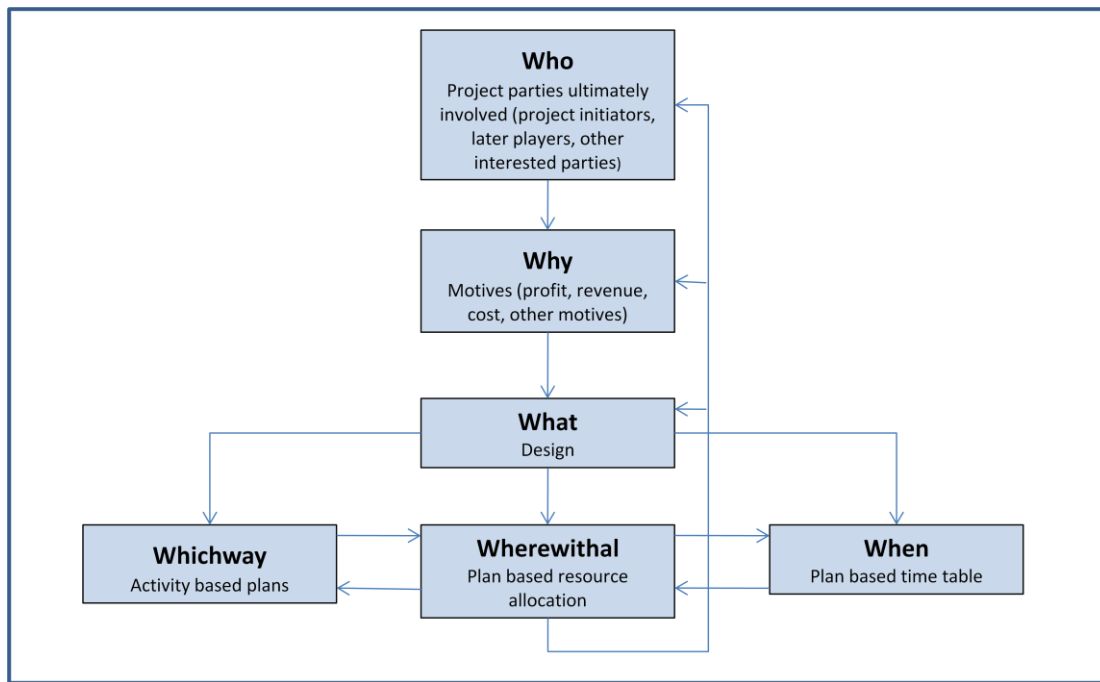 Who
Project parties ultimately
involved (project initiators,
later players, other
interested parties)
Why
Motives (profit, revenue,
cost, other motives)
What
Design
Whichway
Activity based plans
Wherewithal
Plan based resource
allocation
When
Plan based time table